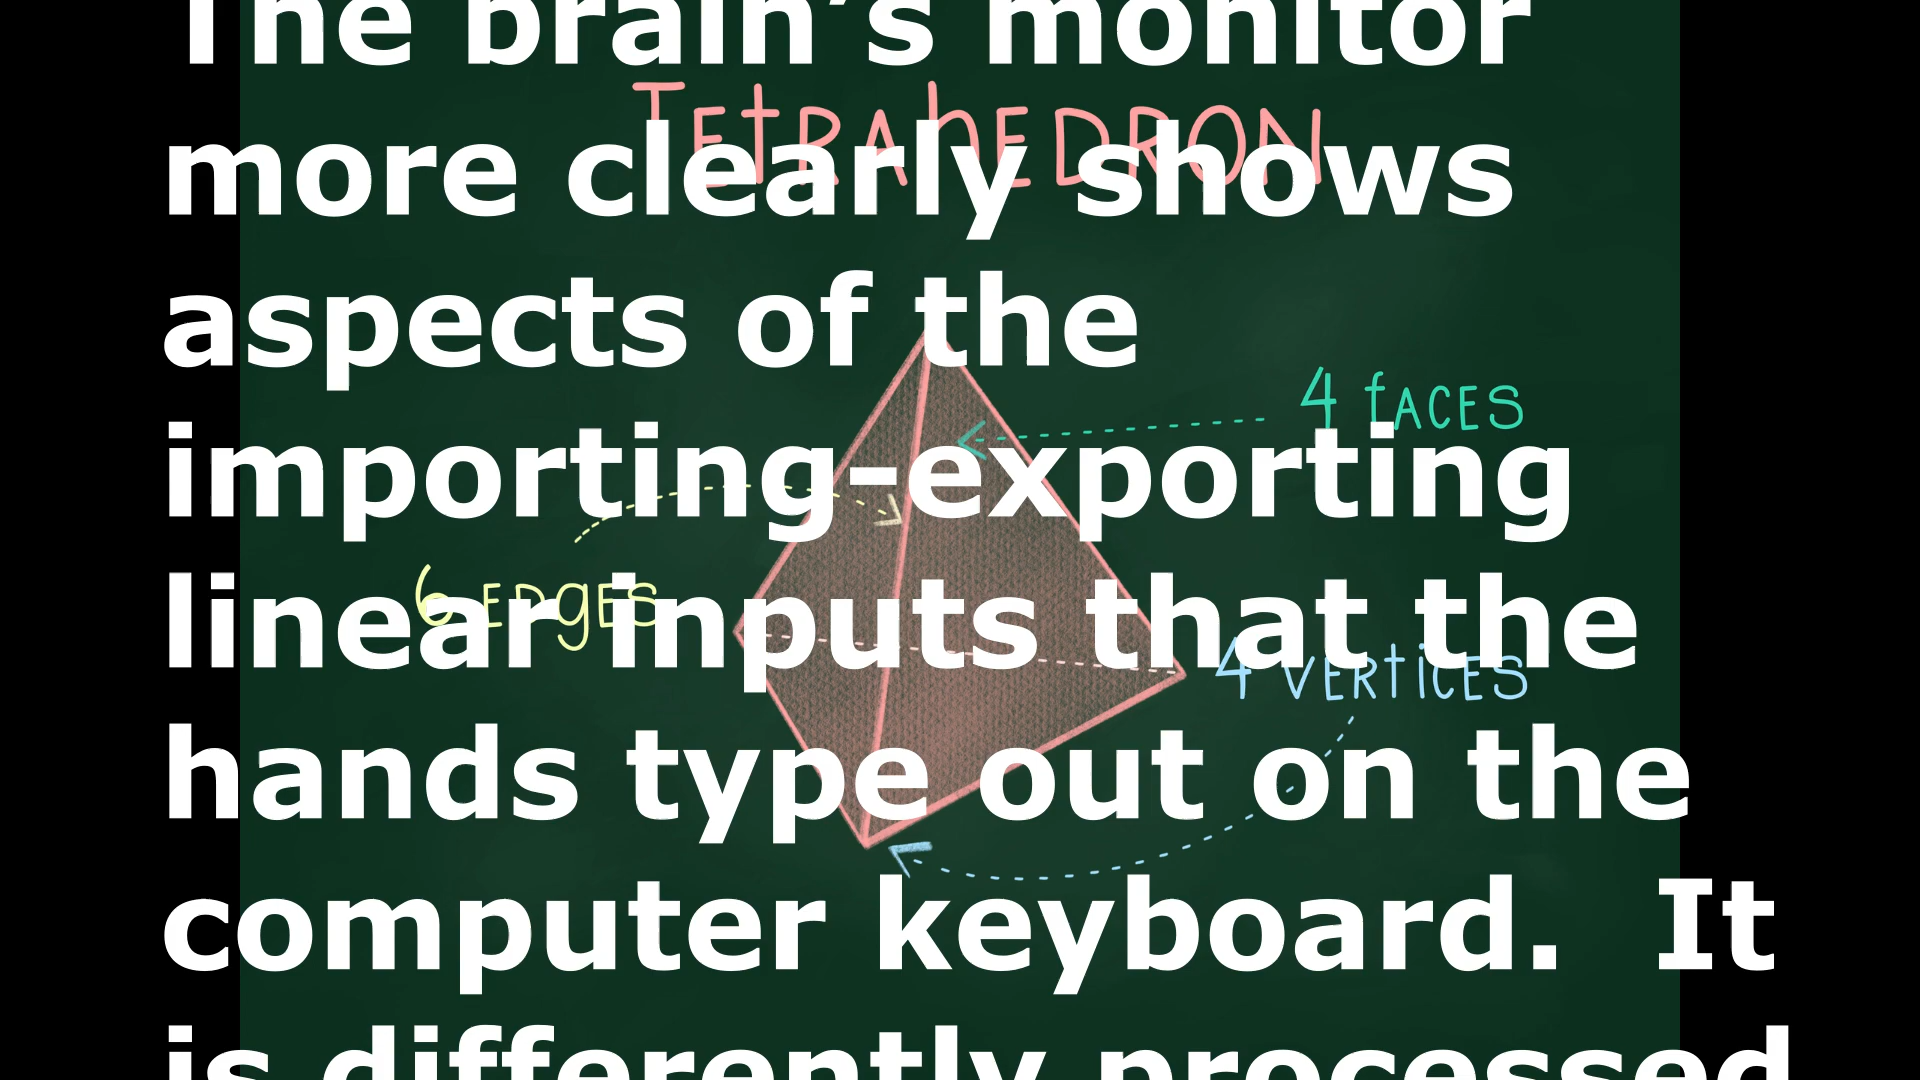 The brain’s monitor
more clearly shows
aspects of the
importing-exporting
linear inputs that the
hands type out on the
computer keyboard.  It
is differently processed
TETRAhEDRON
4 fACES
6 EDgES
4 VERtiCES